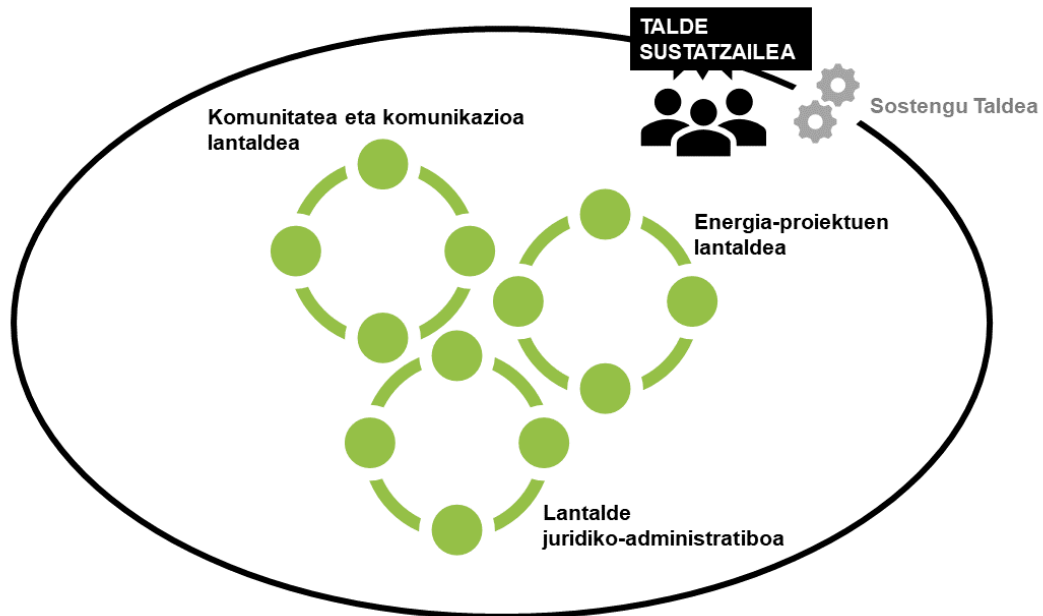 TALDE
SUSTATZAILEA
Sostengu Taldea
Komunitatea eta komunikazioa
lantaldea
Energia-proiektuen
lantaldea
Lantalde
juridiko-administratiboa